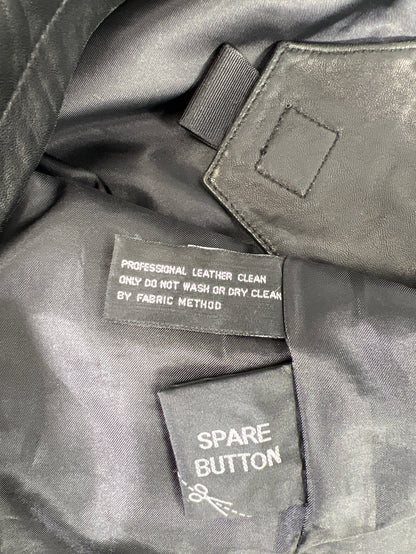 PROFESSIONAL LEATHER CLEAN
ONLY DO NOT WASH OR DRY CLEAN
BY FABRIC METHOD
SPARE
BUTTON